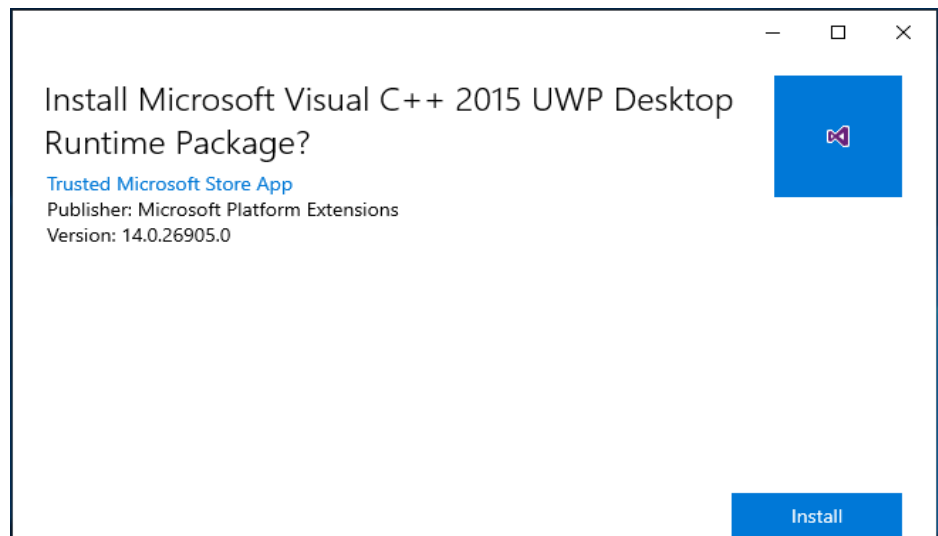 Install Microsoft Visual C++ 2015 UWP Desktop
Runtime Package?
Trusted Microsoft Store App
Publisher: Microsoft Platform Extensions
Version: 14.0.26905.0
Install